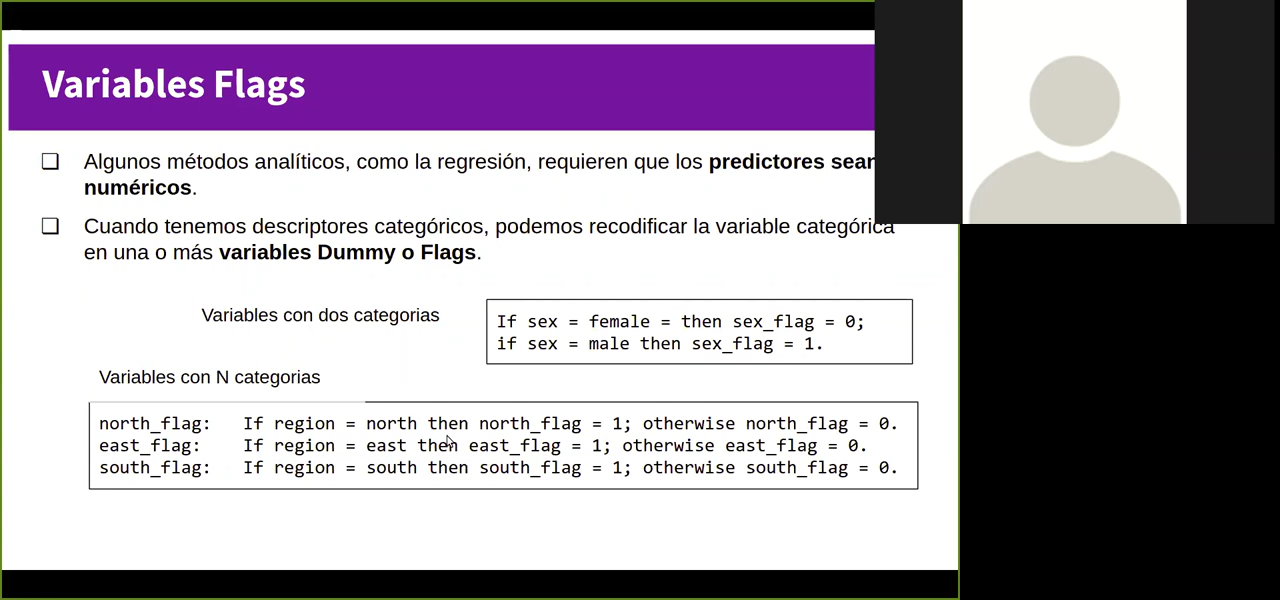 Variables Flags
Algunos métodos analíticos, como la regresión, requieren que los predictores sean
numéricos.
Cuando tenemos descriptores categóricos, podemos recodificar la variable categórica
en una o más variables Dummy o Flags.
Variables con dos categorias
If sex = female = then sex_flag = 0;
if sex = male then sex_flag = 1.
Variables con N categorias
north_flag: If region = north then north_flag = 1; otherwise north_flag = 0.
east_flag: If region = east then east_flag = 1; otherwise east_flag = 0.
south_flag: If region = south then south_flag = 1; otherwise south_flag = 0.